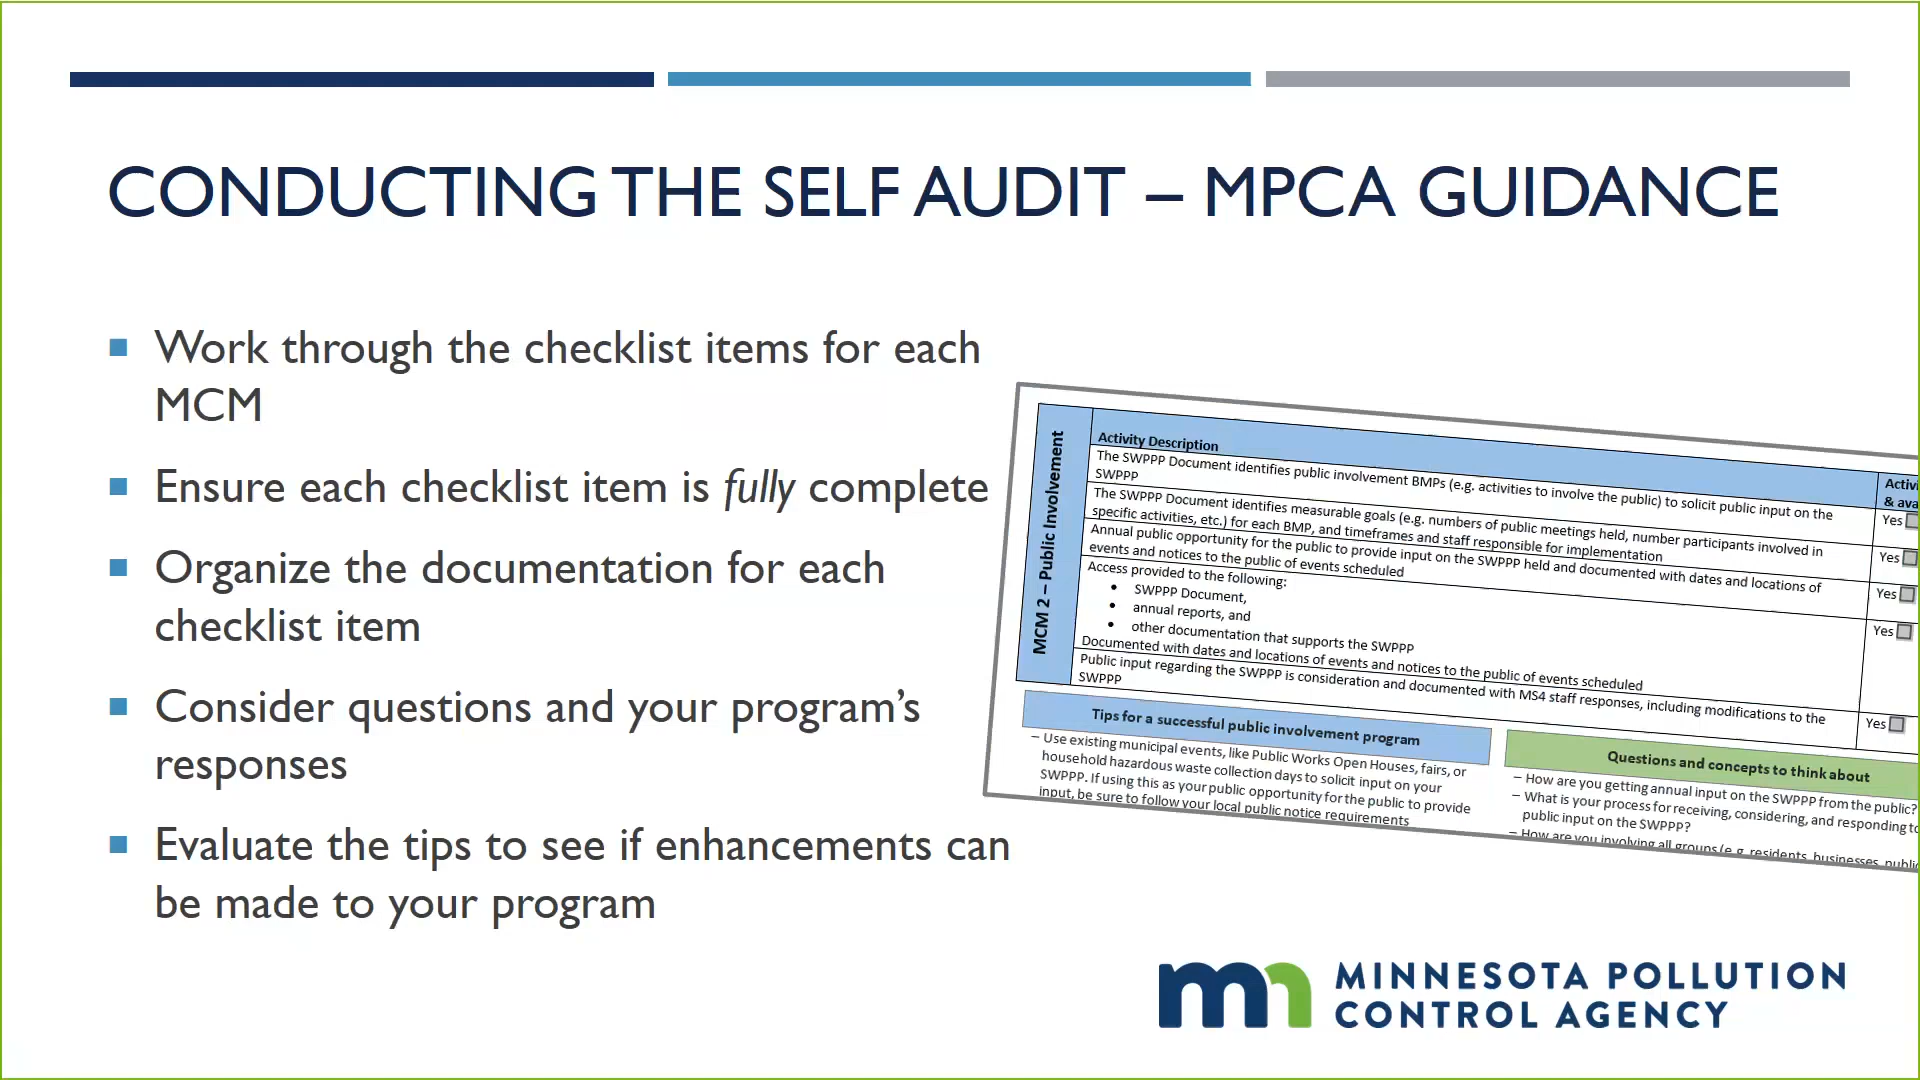 CONDUCTING THE SELF AUDIT – MPCA GUIDANCE
Work through the checklist items for each
MCM
Ensure each checklist item is fully complete
Organize the documentation for each
checklist item
Consider questions and your program’s
responses
Evaluate the tips to see if enhancements can
be made to your program
MCM 2 – Public Involvement
Activity Description
The SWPPP Document identifies public involvement BMPs (e.g. activities to involve the public) to solicit public input on the
SWPPP
Yes
The SWPPP Document identifies measurable goals (e.g. numbers of public meetings held, number participants involved in
specific activities, etc.) for each BMP, and timeframes and staff responsible for implementation
Yes
Annual public opportunity for the public to provide input on the SWPPP held and documented with dates and locations of
events and notices to the public of events scheduled
Yes
Access provided to the following:
• SWPPP Document,
• annual reports, and
• other documentation that supports the SWPPP
Documented with dates and locations of events and notices to the public of events scheduled
Yes
Public input regarding the SWPPP is consideration and documented with MS4 staff responses, including modifications to the
SWPPP
Yes
Tips for a successful public involvement program
– Use existing municipal events, like Public Works Open Houses, fairs, or
household hazardous waste collection days to solicit input on your
SWPPP. If using this as your public opportunity for the public to provide
input, be sure to follow your local public notice requirements
Questions and concepts to think about
– How are you getting annual input on the SWPPP from the public?
– What is your process for receiving, considering, and responding to
public input on the SWPPP?
– How are you involving all groups (e.g. residents, businesses,
mn MINNESOTA POLLUTION
CONTROL AGENCY